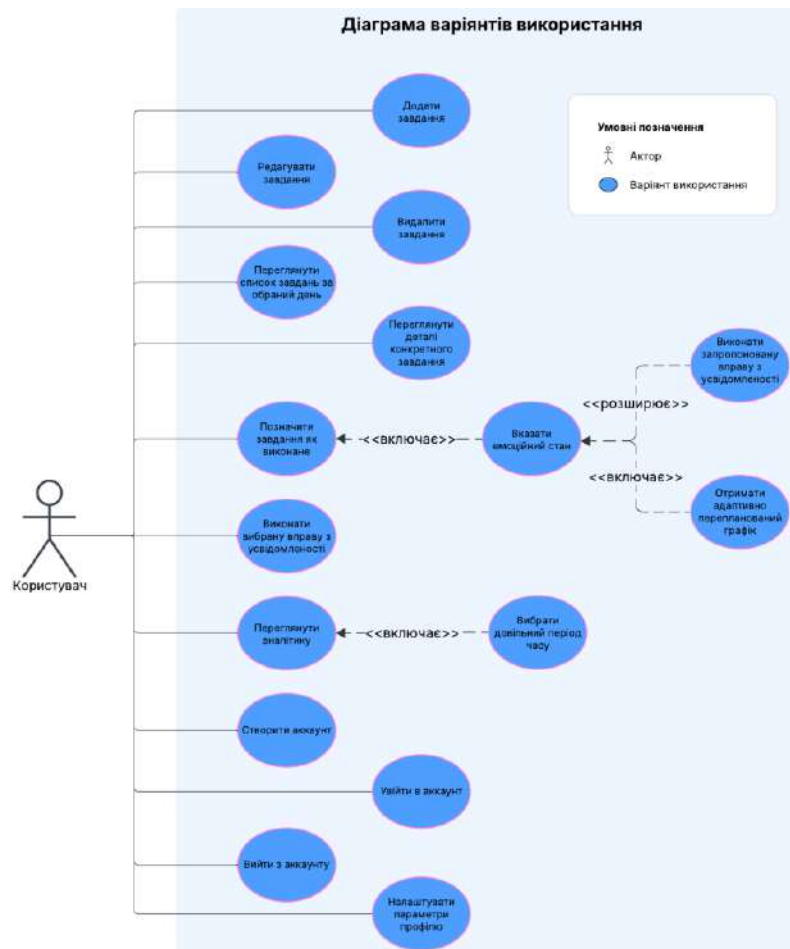 Діаграма варіянтів використання
Додати
завдання
Умовні позначення
Актор
Варіянт використання
Редагувати
завдання
Видалити
завдання
Переглянути
список завдань за
обраний день
Переглянути
деталі
конкретного
завдання
Виконати
запропоновану
вправу з
усвідомленості
<<розширює>>
Позначити
завдання як
виконане
<<включає>>
Вказати
емоційний стан
<<включає>>
Отримати
адаптивно
перепланований
графік
Виконати
вибрану вправу з
усвідомленості
Користувач
Переглянути
аналітику
<<включає>>
Вибрати
довільний період
часу
Створити аккаунт
Увійти в аккаунт
Вийти з аккаунту
Налаштувати
параметри
профілю